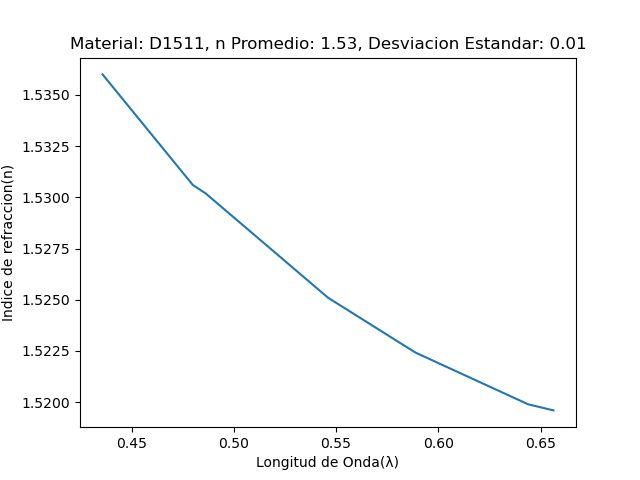 Material: D1511, n Promedio: 1.53, Desviacion Estandar: 0.01
Indice de refraccion(n)
1.5350
1.5325
1.5300
1.5275
1.5250
1.5225
1.5200
0.45 0.50 0.55 0.60 0.65
Longitud de Onda(λ)